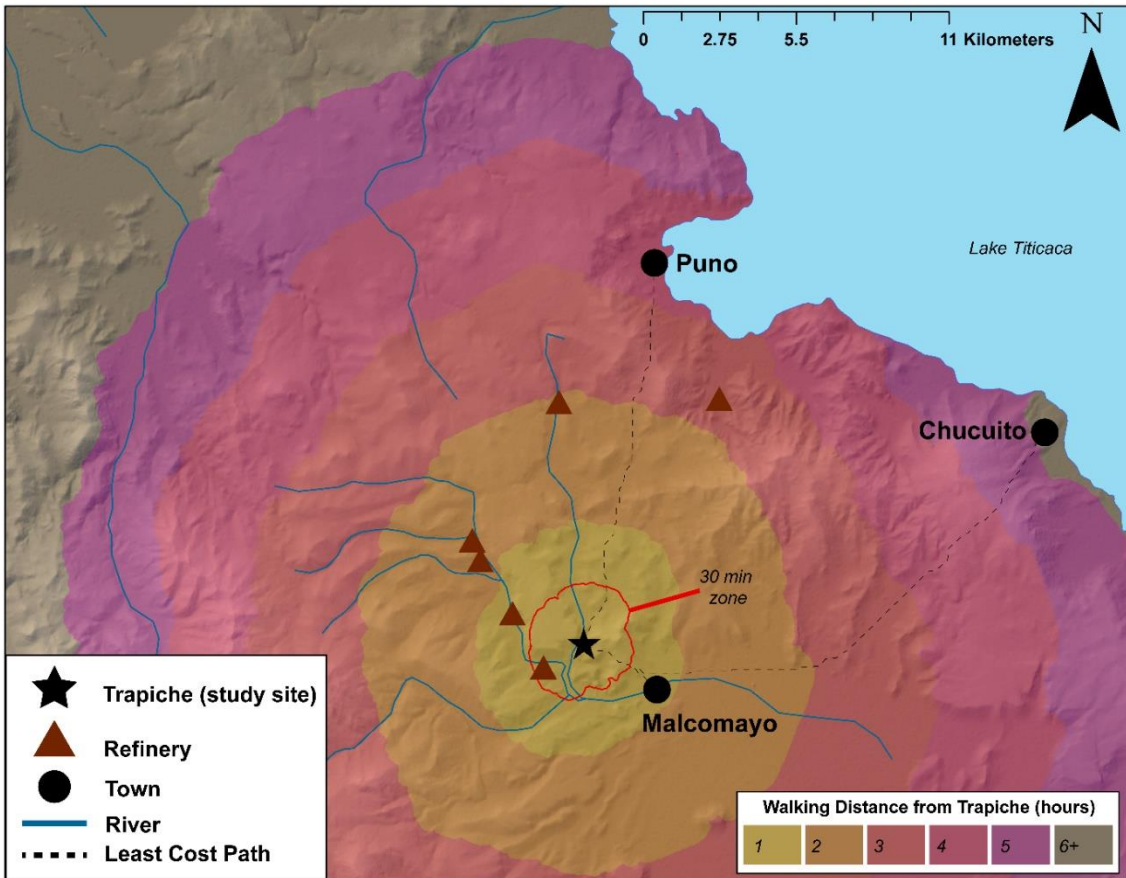 0 2.75 5.5 11 Kilometers
N
Lake Titicaca
Puno
Chucuito
30 min
zone
Malcomayo
Trapiche (study site)
Refinery
Town
River
Least Cost Path
Walking Distance from Trapiche (hours)
1 2 3 4 5 6+